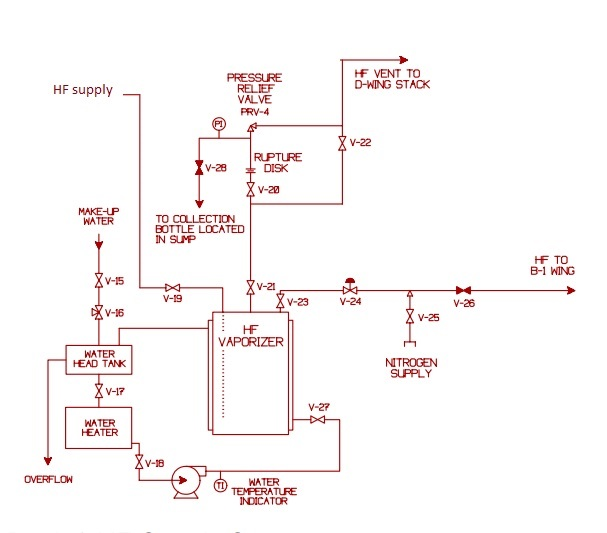 HF VENT TO
D-WING STACK
PRESSURE
RELIEF
VALVE
PRV-4
HF supply
PI
V-22
RUPTURE
DISK
V-28
V-20
MAKE-UP
WATER
TO COLLECTION
BOTTLE LOCATED
IN SUMP
HF TO
B-1 WING
V-15
V-19
V-21
V-23
V-24
V-26
V-16
V-25
HF
VAPORIZER
WATER
HEAD TANK
NITROGEN
SUPPLY
V-17
V-27
WATER
HEATER
V-18
OVERFLOW
TI
WATER
TEMPERATURE
INDICATOR